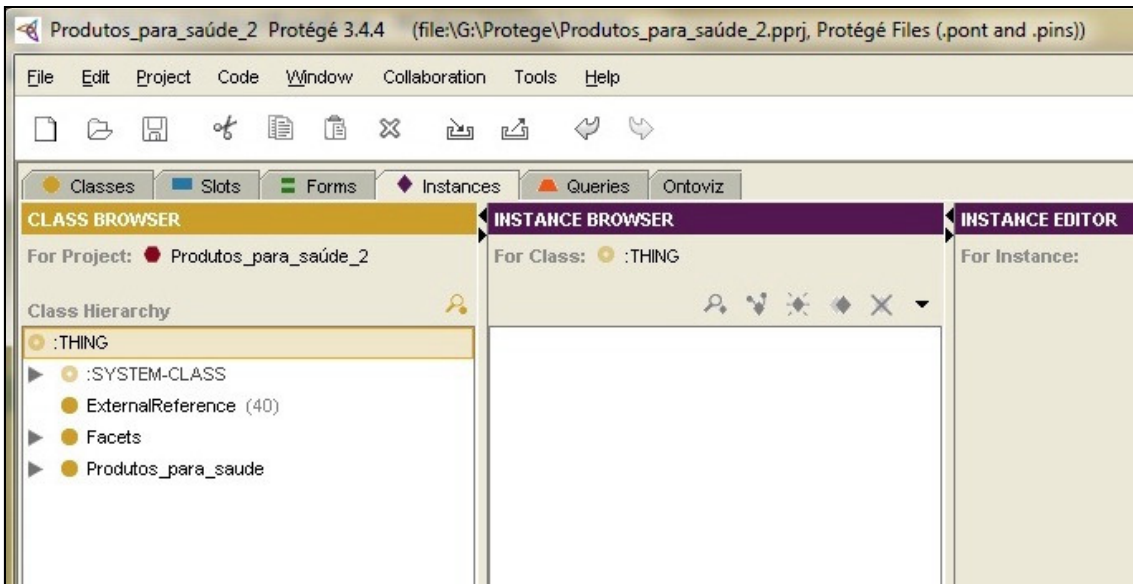 Produtos_para_saúde_2 Protégé 3.4.4 (file:\G:\Protege\Produtos_para_saúde_2.pprj, Protégé Files (.pont and .pins))
File Edit Project Code Window Collaboration Tools Help
Classes Slots Forms Instances Queries Ontoviz
CLASS BROWSER
For Project: Produtos_para_saúde_2
Class Hierarchy
:THING
:SYSTEM-CLASS
ExternalReference (40)
Facets
Produtos_para_saude
INSTANCE BROWSER
For Class: :THING
INSTANCE EDITOR
For Instance: